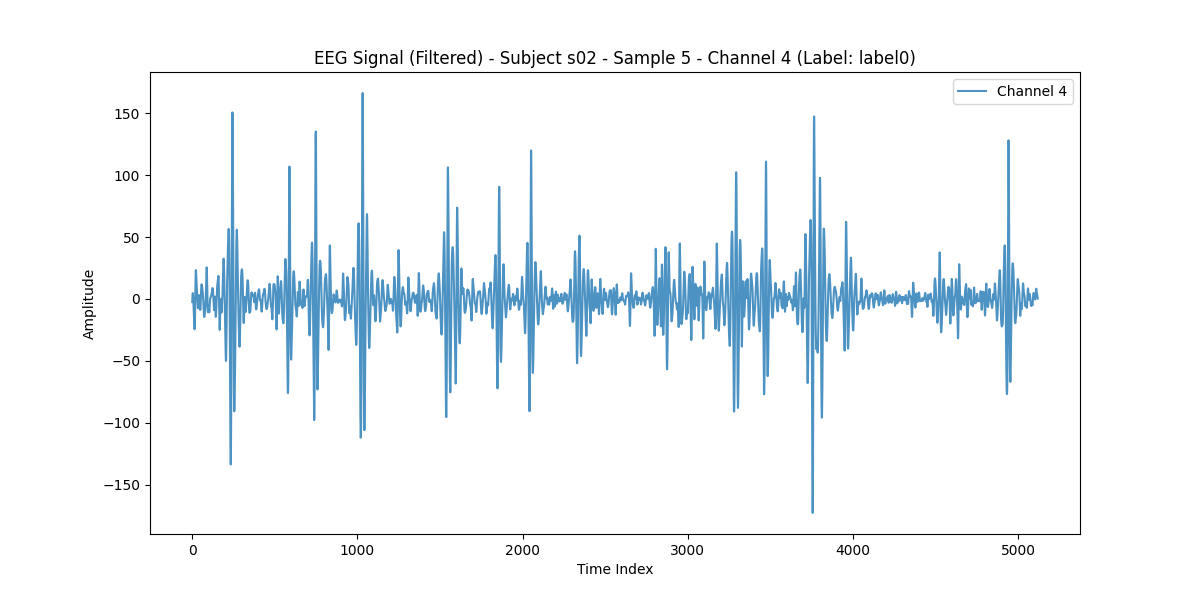 EEG Signal (Filtered) - Subject s02 - Sample 5 - Channel 4 (Label: label0)
Channel 4
150
100
50
0
−50
−100
−150
Amplitude
0 1000 2000 3000 4000 5000
Time Index